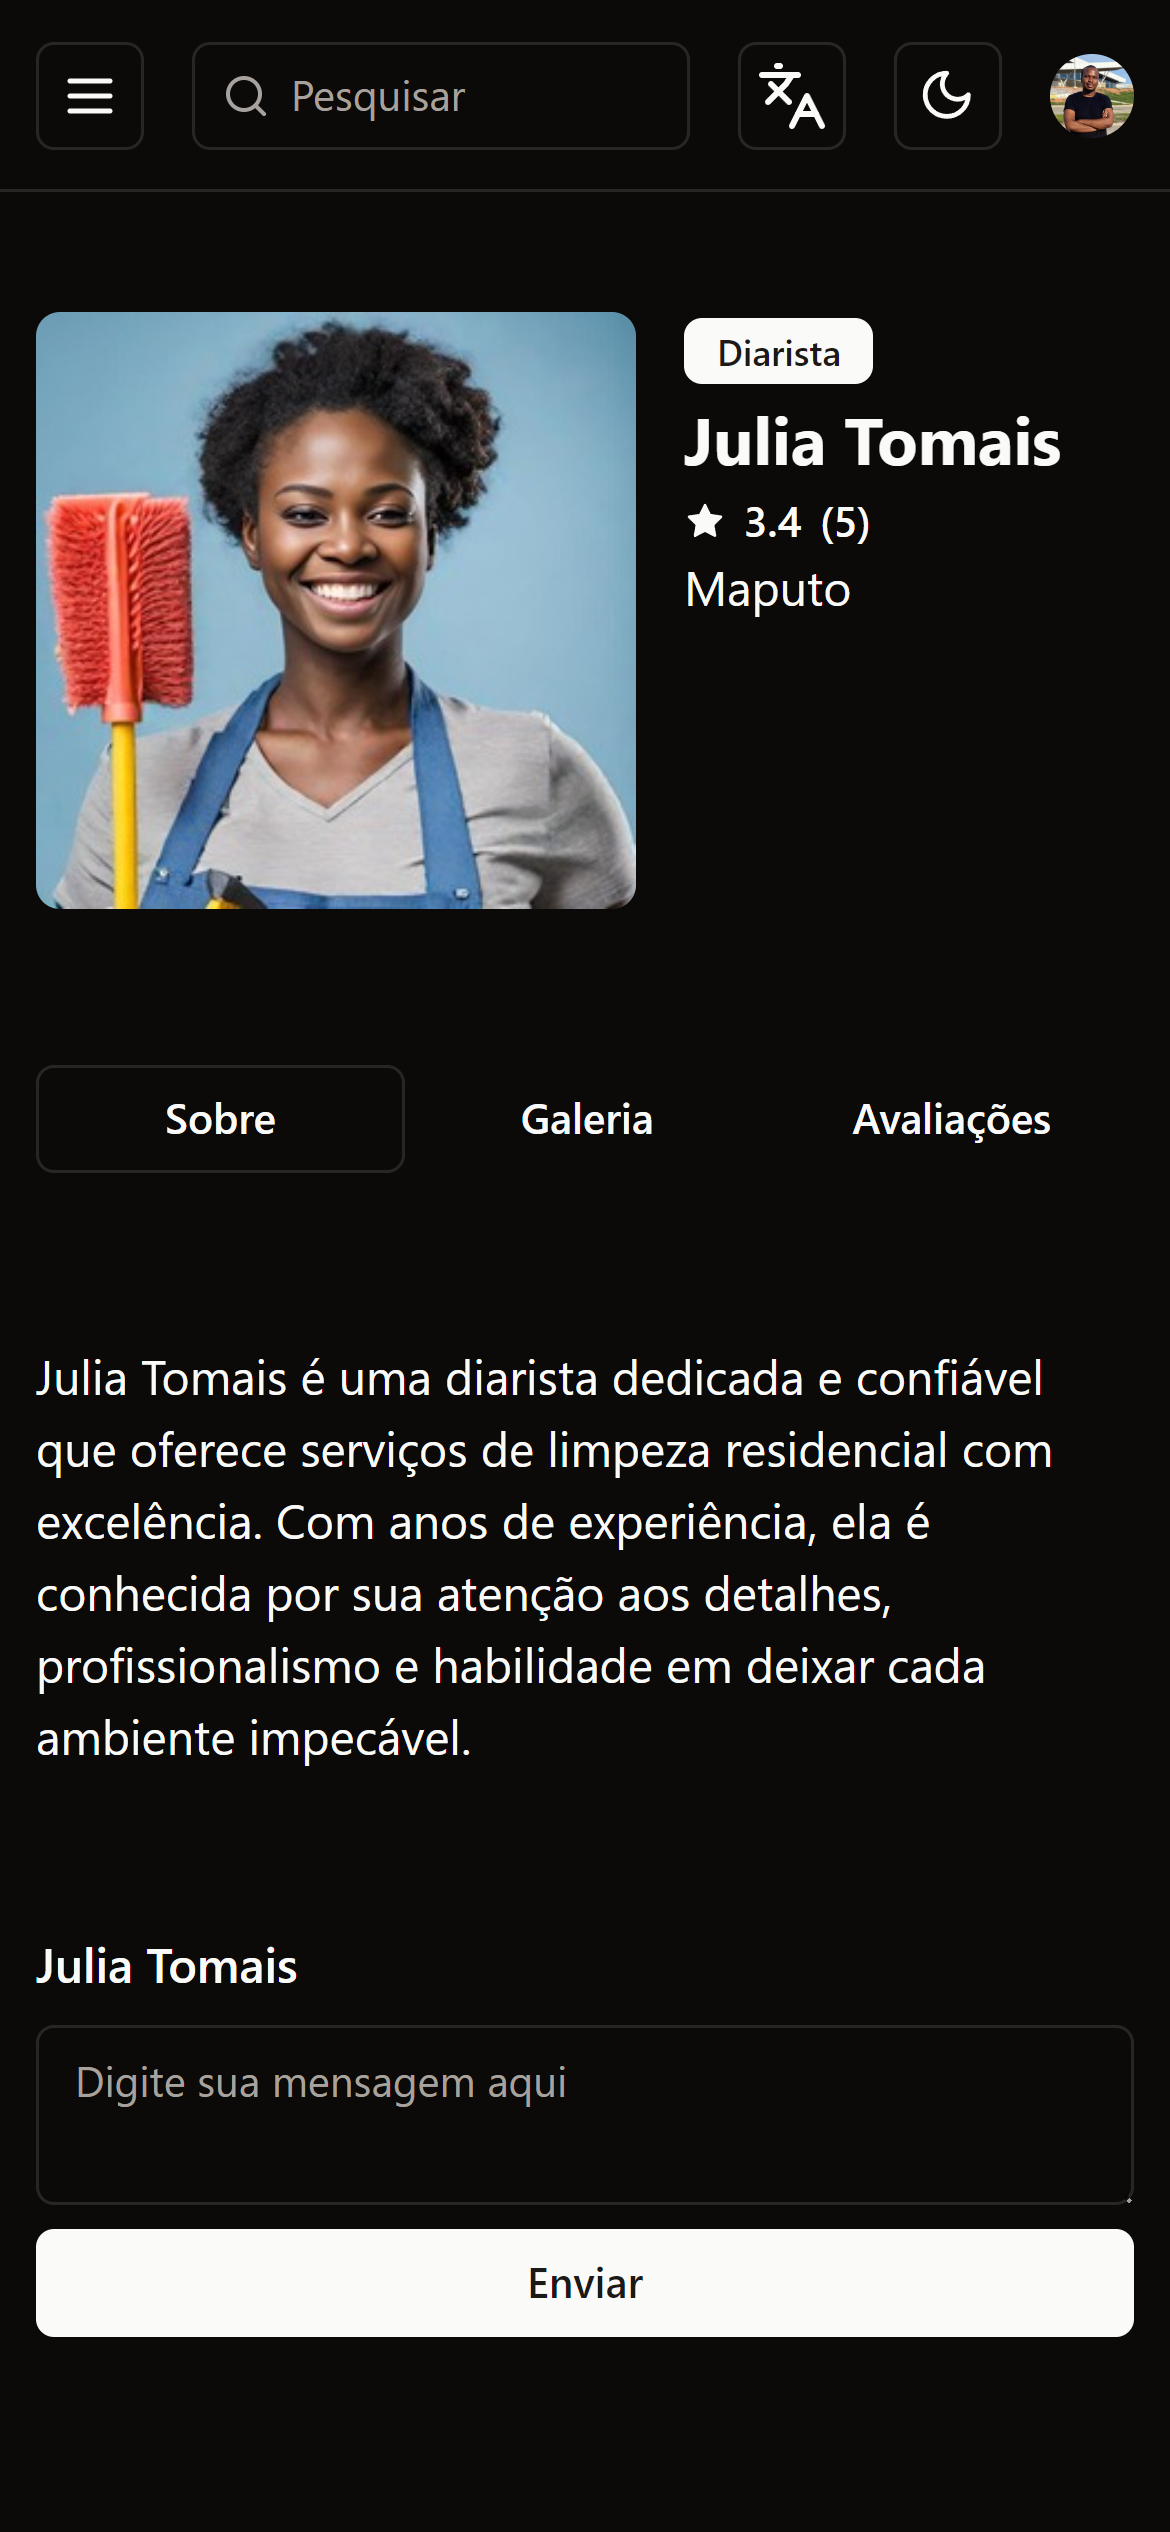 Pesquisar
Diarista
Julia Tomais
3.4 (5)
Maputo
Sobre
Galeria
Avaliações
Julia Tomais é uma diarista dedicada e confiável
que oferece serviços de limpeza residencial com
excelência. Com anos de experiência, ela é
conhecida por sua atenção aos detalhes,
profissionalismo e habilidade em deixar cada
ambiente impecável.
Julia Tomais
Digite sua mensagem aqui
Enviar